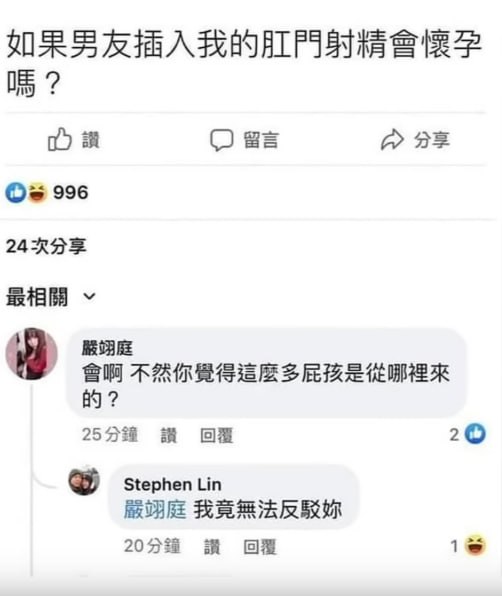 如果男友插入我的肛門射精會懷孕
嗎？
讚 留言 分享
996
24次分享
最相關
嚴翊庭
會啊 不然你覺得這麼多屁孩是從哪裡來
的？
25分鐘 讚 回覆 2
Stephen Lin
嚴翊庭 我竟無法反駁妳
20分鐘 讚 回覆 1